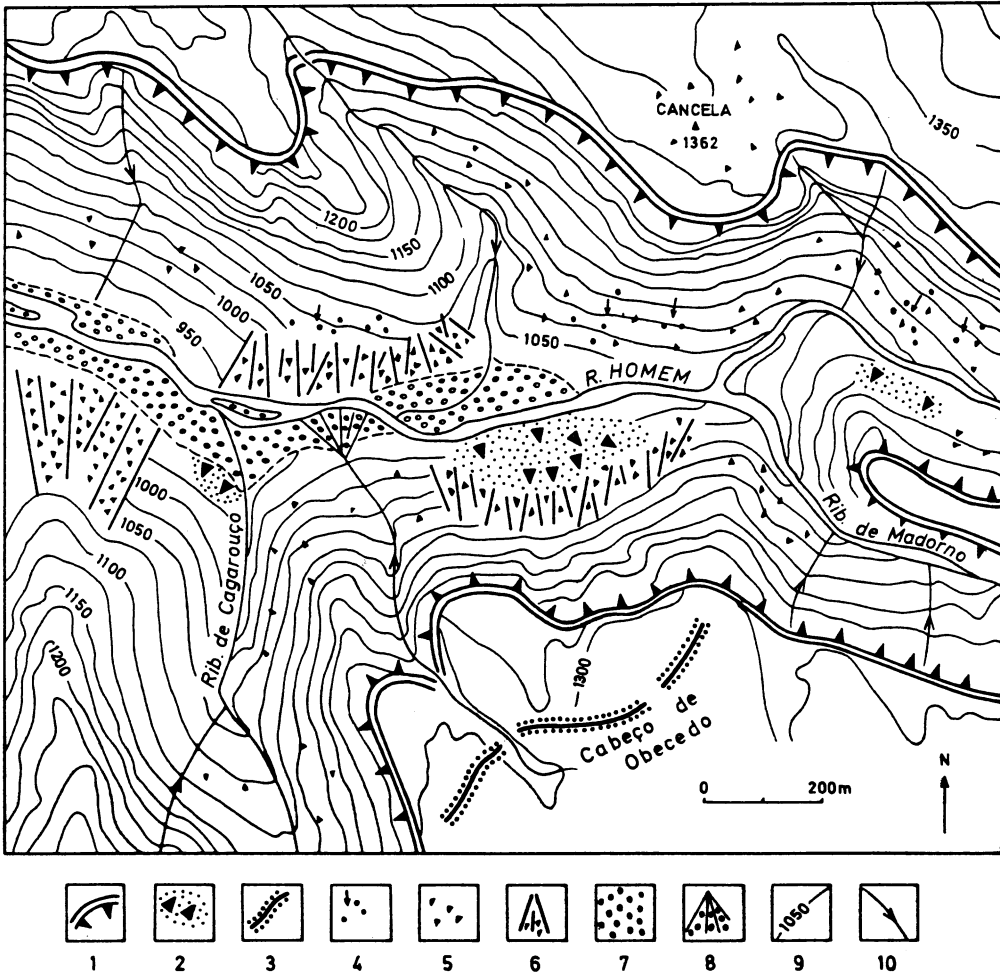 CANCELA
1362
1350
1200
1150
1100
1050
1000
950
1050
R. HOMEM
1000
1050
1100
1150
1200
Rib. de Cagarouço
Rib. de Madorno
1300
Cabeço de
Obecedo
N
0 200m
1050
1 2 3 4 5 6 7 8 9 10